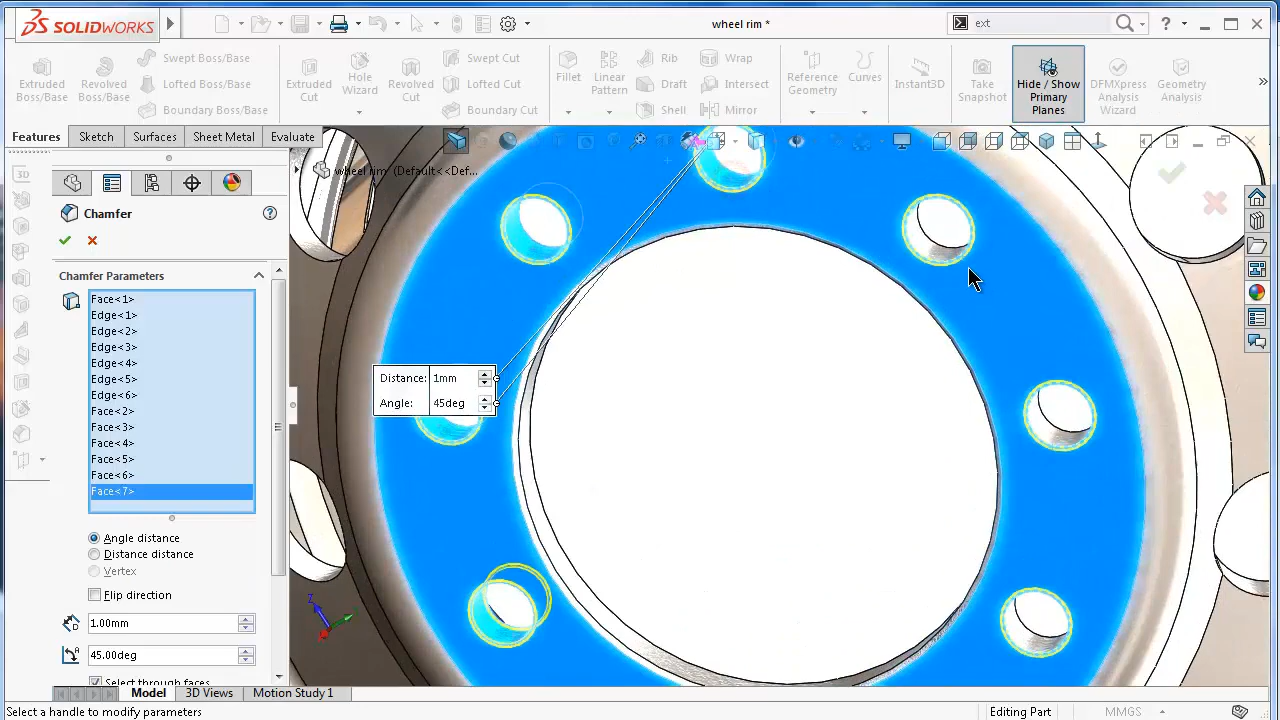 SOLIDWORKS
wheel rim *
ext
Extruded Boss/Base
Revolved Boss/Base
Swept Boss/Base
Lofted Boss/Base
Boundary Boss/Base
Extruded Cut
Hole Wizard
Revolved Cut
Swept Cut
Lofted Cut
Boundary Cut
Fillet
Linear Pattern
Rib
Draft
Shell
Wrap
Intersect
Mirror
Reference Geometry
Curves
Instant3D
Take Snapshot
Hide / Show Primary Planes
DFMXpress Analysis Wizard
Geometry Analysis
Features
Sketch
Surfaces
Sheet Metal
Evaluate
wheel rim (Default<<Def...
Chamfer
Chamfer Parameters
Face<1>
Edge<1>
Edge<2>
Edge<3>
Edge<4>
Edge<5>
Edge<6>
Face<2>
Face<3>
Face<4>
Face<5>
Face<6>
Face<7>
Distance: 1mm
Angle: 45deg
Angle distance
Distance distance
Vertex
Flip direction
1.00mm
45.00deg
Select through faces
Z
Model
3D Views
Motion Study 1
Select a handle to modify parameters
Editing Part
MMGS